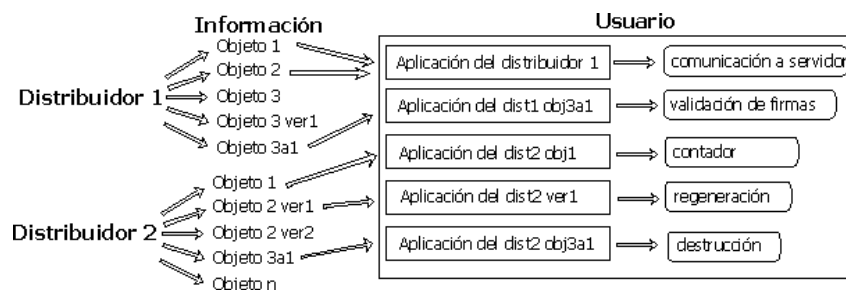 Información
Usuario
Distribuidor 1
Objeto 1
Objeto 2
Objeto 3
Objeto 3 ver1
Objeto 3a1
Distribuidor 2
Objeto 1
Objeto 2 ver1
Objeto 2 ver2
Objeto 3a1
Objeto n
Aplicación del distribuidor 1
comunicación a servidor
Aplicación del dist1 obj3a1
validación de firmas
Aplicación del dist2 obj1
contador
Aplicación del dist2 ver1
regeneración
Aplicación del dist2 obj3a1
destrucción